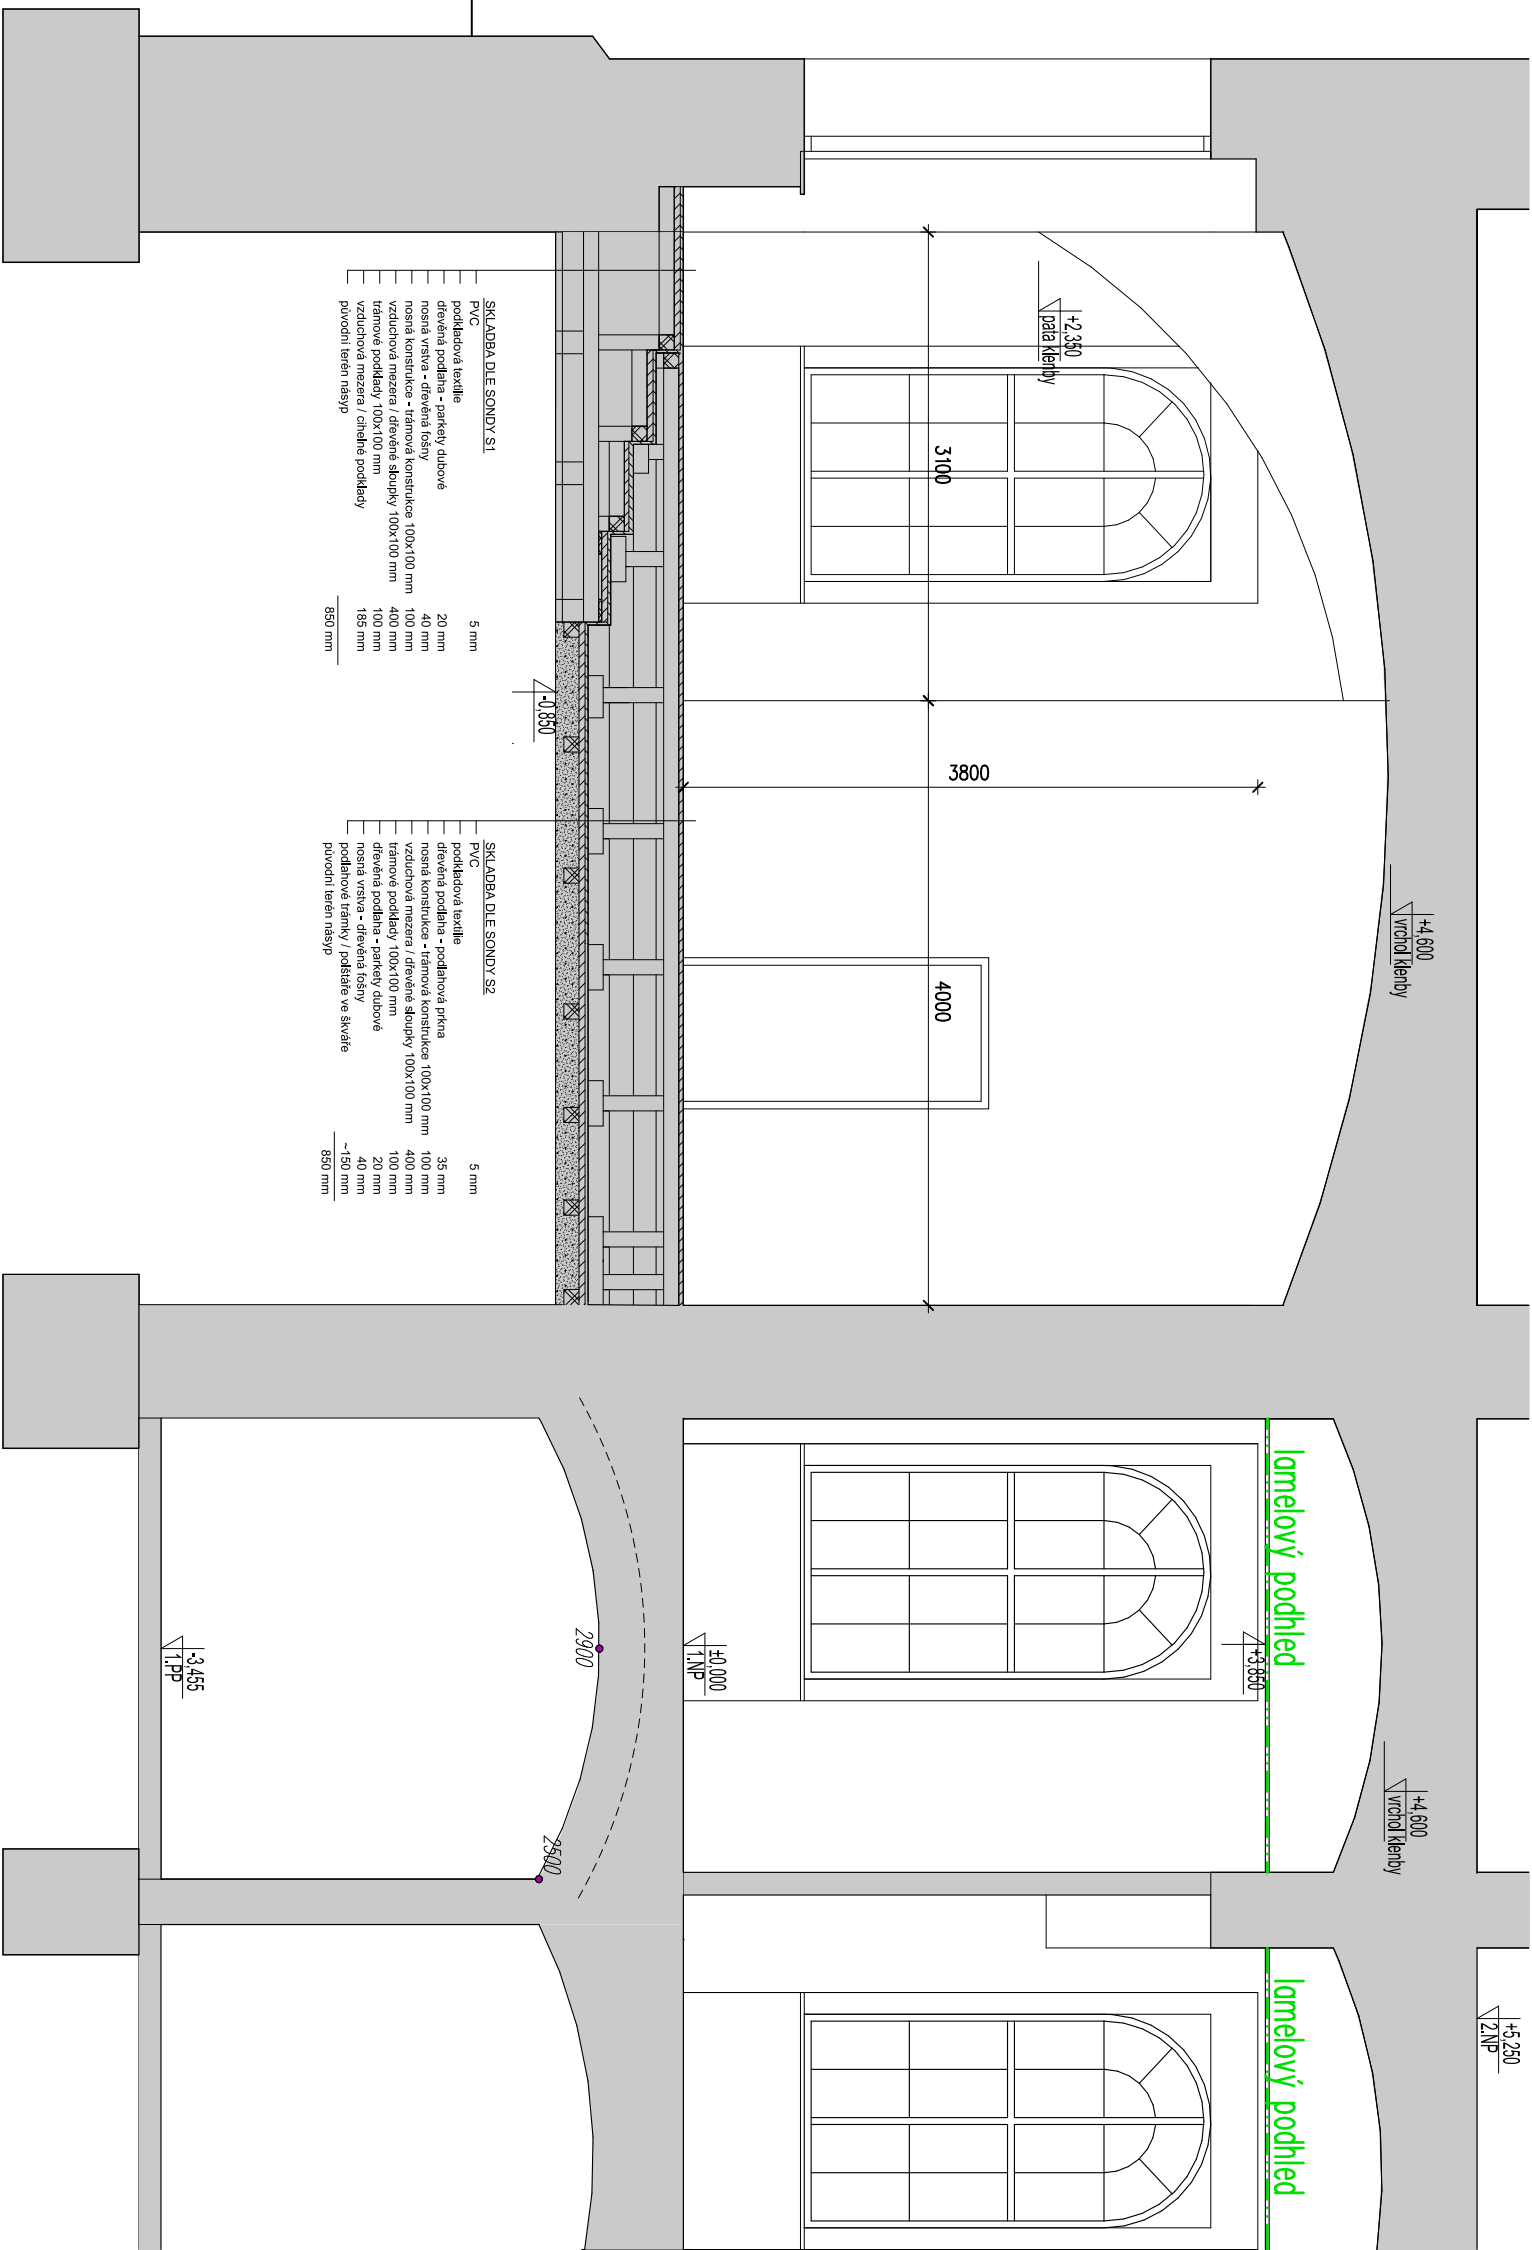 +5,250
2.NP
+4,600
vrchol klenby
+4,600
vrchol klenby
lamelový podhled
lamelový podhled
+3,850
+2,350
pata klenby
3100
3800
4000
±0,000
1.NP
-0,850
2900
2500
SKLADBA DLE SONDY S1
PVC 5 mm
podkladová textílie
dřevěná podlaha - parkety dubové 20 mm
nosná vrstva - dřevěná fošny 40 mm
nosná konstrukce - trámová konstrukce 100x100 mm 100 mm
vzduchová mezera / dřevěné sloupky 100x100 mm 400 mm
trámové podklady 100x100 mm 100 mm
vzduchová mezera / cihelné podklady 185 mm
původní terén násyp
850 mm
SKLADBA DLE SONDY S2
PVC 5 mm
podkladová textílie
dřevěná podlaha - podlahová prkna 35 mm
nosná konstrukce - trámová konstrukce 100x100 mm 100 mm
vzduchová mezera / dřevěné sloupky 100x100 mm 400 mm
trámové podklady 100x100 mm 100 mm
dřevěná podlaha - parkety dubové 20 mm
nosná vrstva - dřevěná fošny 40 mm
podlahové trámky / polštáře ve škváře ~150 mm
původní terén násyp
850 mm
-3,455
1.PP